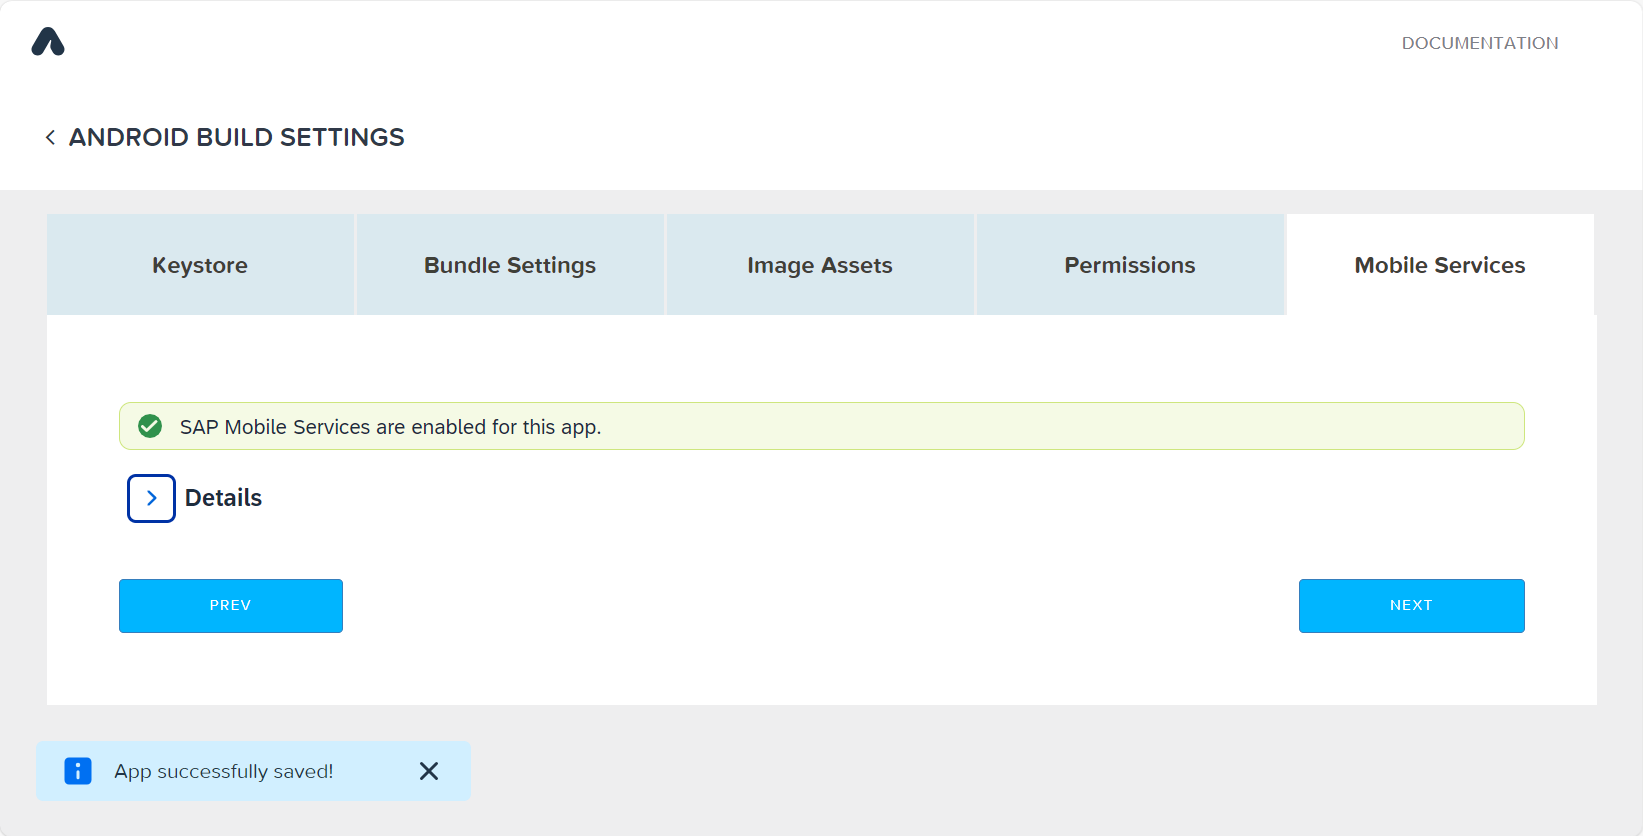 DOCUMENTATION
ANDROID BUILD SETTINGS
Keystore
Bundle Settings
Image Assets
Permissions
Mobile Services
SAP Mobile Services are enabled for this app.
Details
PREV
NEXT
App successfully saved!